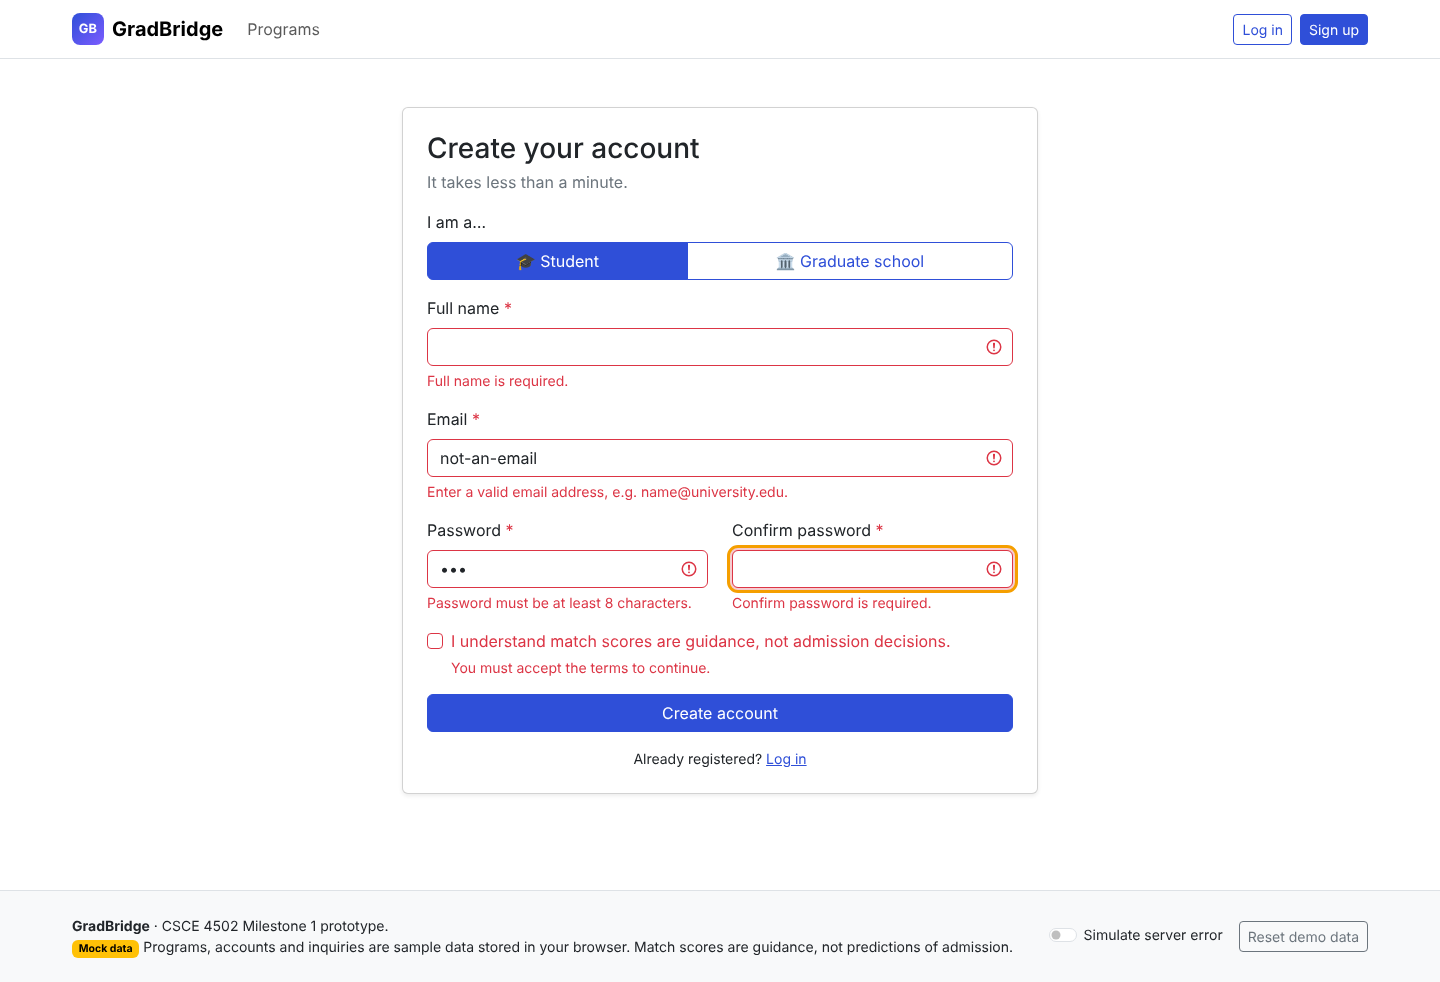 GB GradBridge Programs Log in Sign up
Create your account
It takes less than a minute.
I am a...
🎓 Student 🏛️ Graduate school
Full name *
Full name is required.
Email *
not-an-email
Enter a valid email address, e.g. name@university.edu.
Password * Confirm password *
•••
Password must be at least 8 characters. Confirm password is required.
I understand match scores are guidance, not admission decisions.
You must accept the terms to continue.
Create account
Already registered? Log in
GradBridge · CSCE 4502 Milestone 1 prototype.
Mock data Programs, accounts and inquiries are sample data stored in your browser. Match scores are guidance, not predictions of admission.
Simulate server error Reset demo data